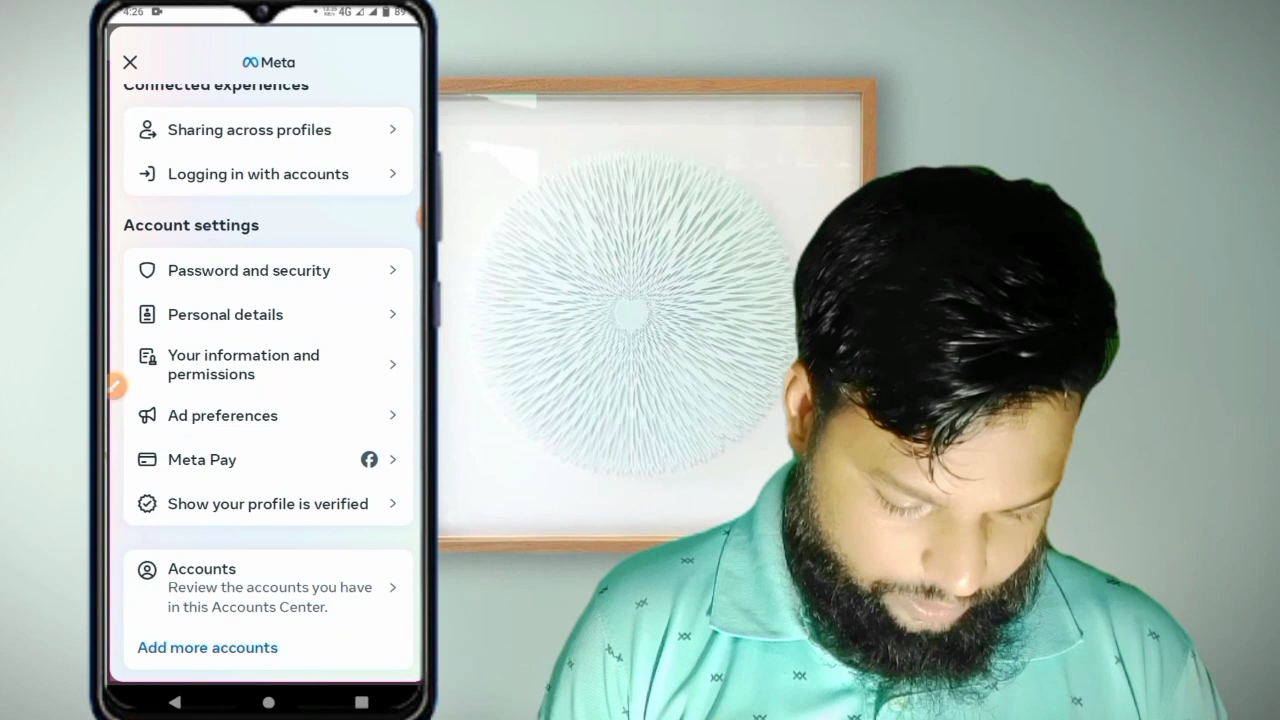 4:26 4G 89
Meta
Connected experiences
Sharing across profiles
Logging in with accounts
Account settings
Password and security
Personal details
Your information and
permissions
Ad preferences
Meta Pay
Show your profile is verified
Accounts
Review the accounts you have
in this Accounts Center.
Add more accounts